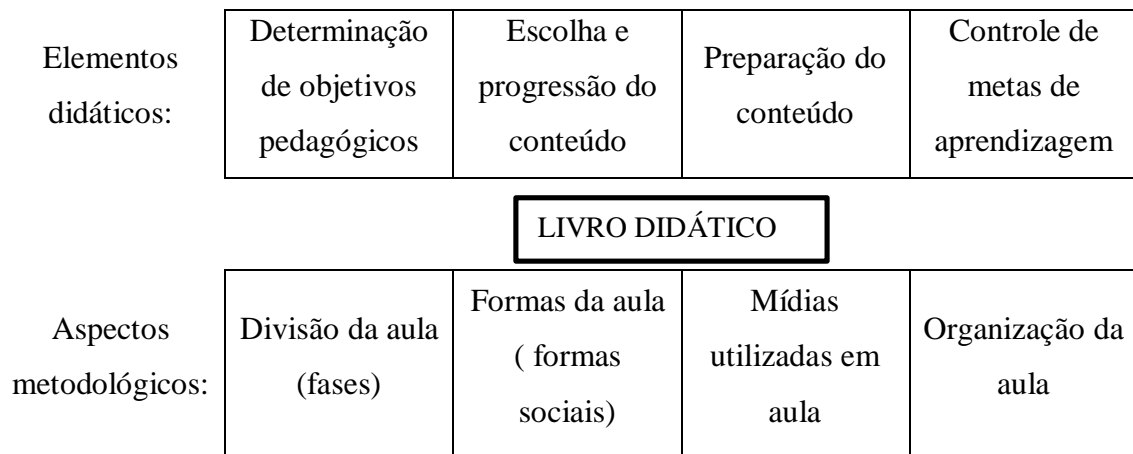 Elementos
didáticos:
Determinação
de objetivos
pedagógicos
Escolha e
progressão do
conteúdo
Preparação do
conteúdo
Controle de
metas de
aprendizagem
LIVRO DIDÁTICO
Aspectos
metodológicos:
Divisão da aula
(fases)
Formas da aula
( formas
sociais)
Mídias
utilizadas em
aula
Organização da
aula